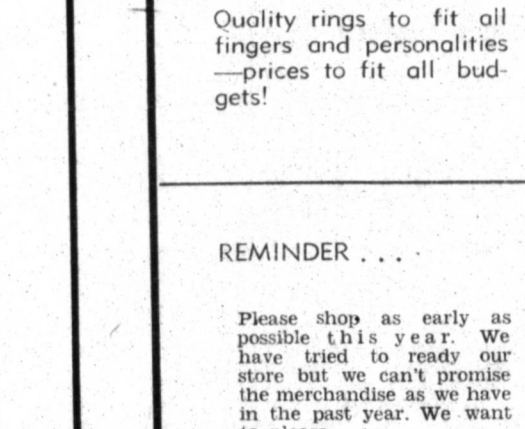 Quality rings to fit all
fingers and personalities
—prices to fit all bud-
gets!
REMINDER . . .
Please shop as early as
possible this year. We
have tried to ready our
store but we can't promise
the merchandise as we have
in the past year. We want